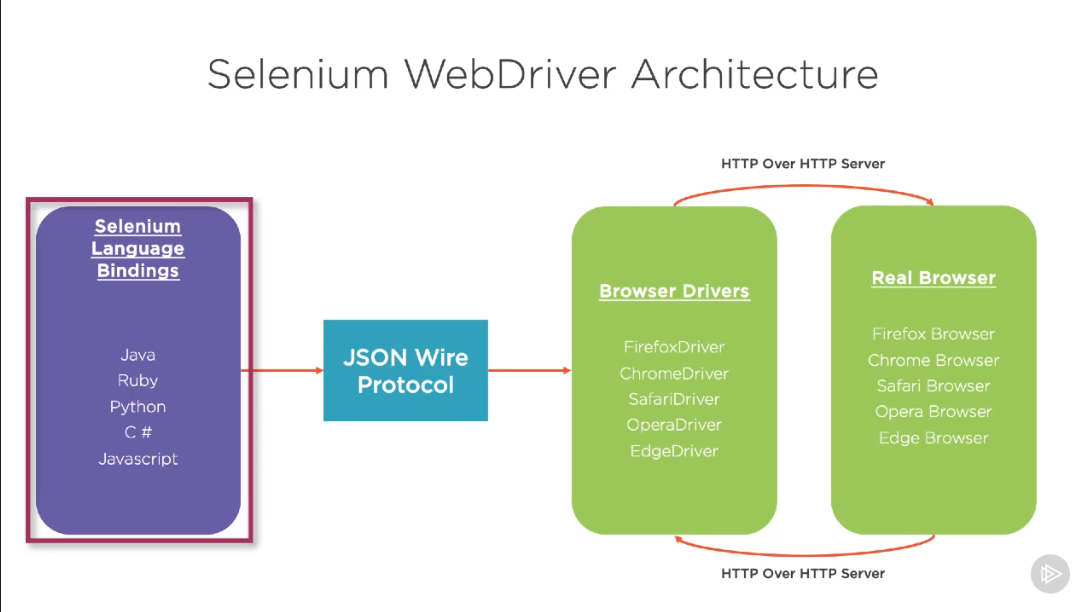 Selenium WebDriver Architecture
HTTP Over HTTP Server
Selenium
Language
Bindings
Java
Ruby
Python
C #
Javascript
JSON Wire
Protocol
Browser Drivers
FirefoxDriver
ChromeDriver
SafariDriver
OperaDriver
EdgeDriver
Real Browser
Firefox Browser
Chrome Browser
Safari Browser
Opera Browser
Edge Browser
HTTP Over HTTP Server